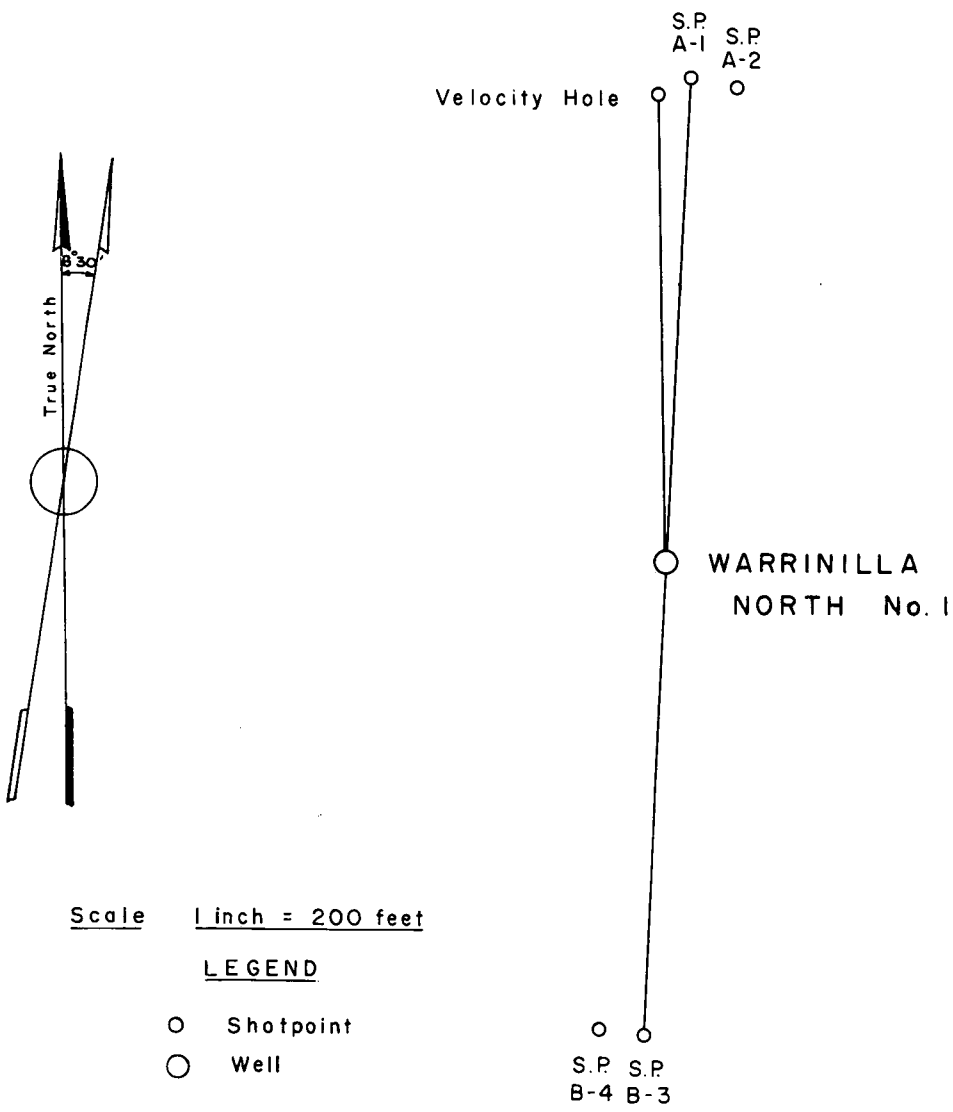 S.P.
A-1
S.P.
A-2
Velocity Hole
8°30'
True North
WARRINILLA
NORTH No. 1
Scale 1 inch = 200 feet
LEGEND
Shotpoint
Well
S.P. S.P.
B-4 B-3